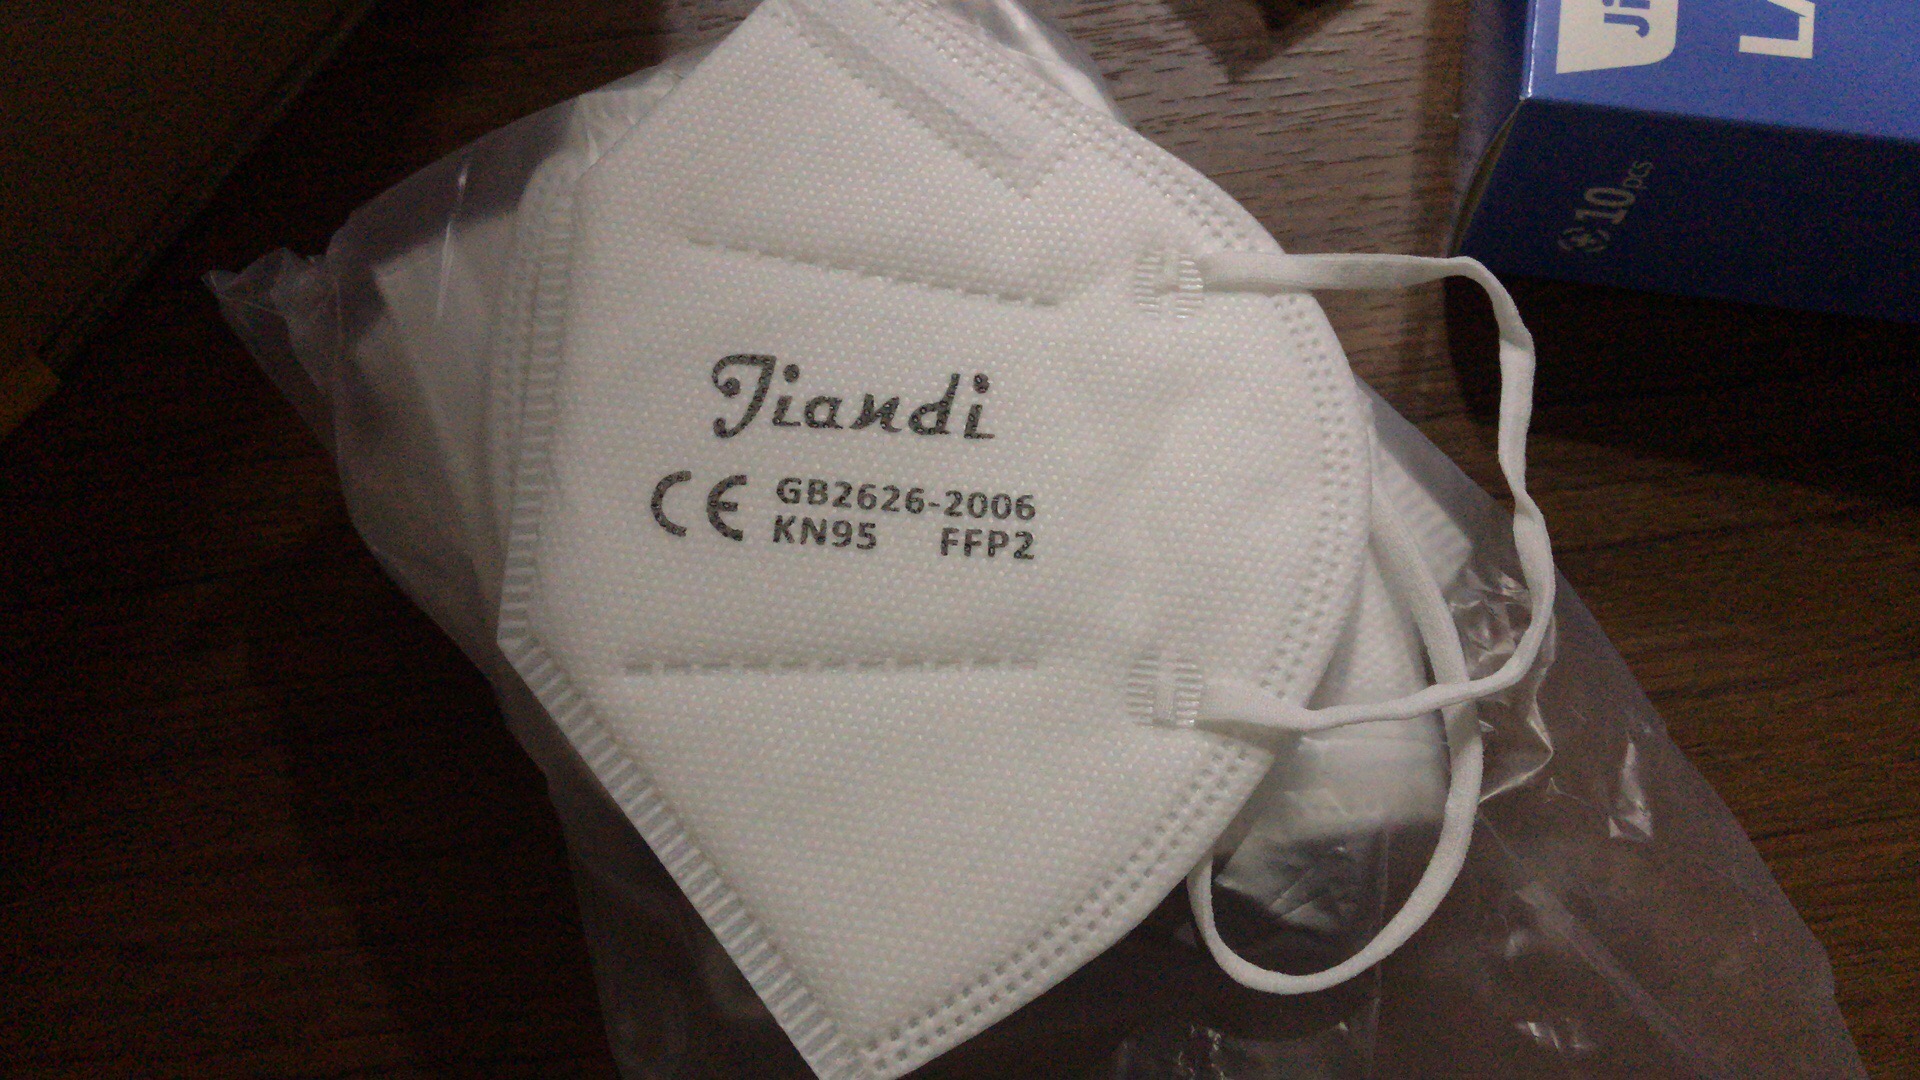 Jiandi
CE GB2626-2006
KN95 FFP2
10pcs